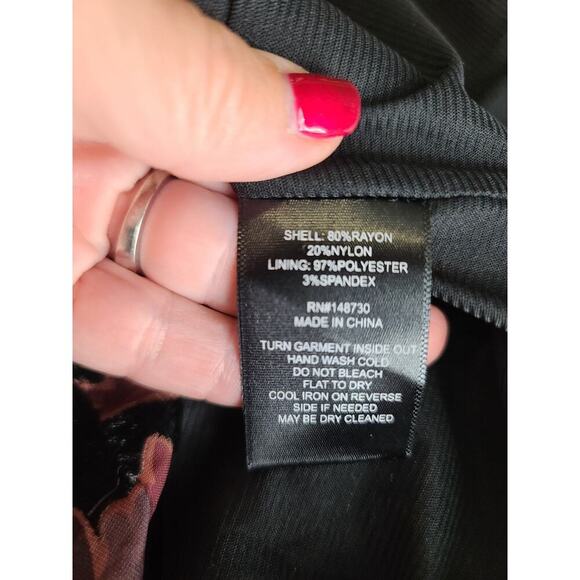 SHELL: 80%RAYON
20%NYLON
LINING: 97%POLYESTER
3%SPANDEX
RN#148730
MADE IN CHINA
TURN GARMENT INSIDE OUT
HAND WASH COLD
DO NOT BLEACH
FLAT TO DRY
COOL IRON ON REVERSE
SIDE IF NEEDED
MAY BE DRY CLEANED